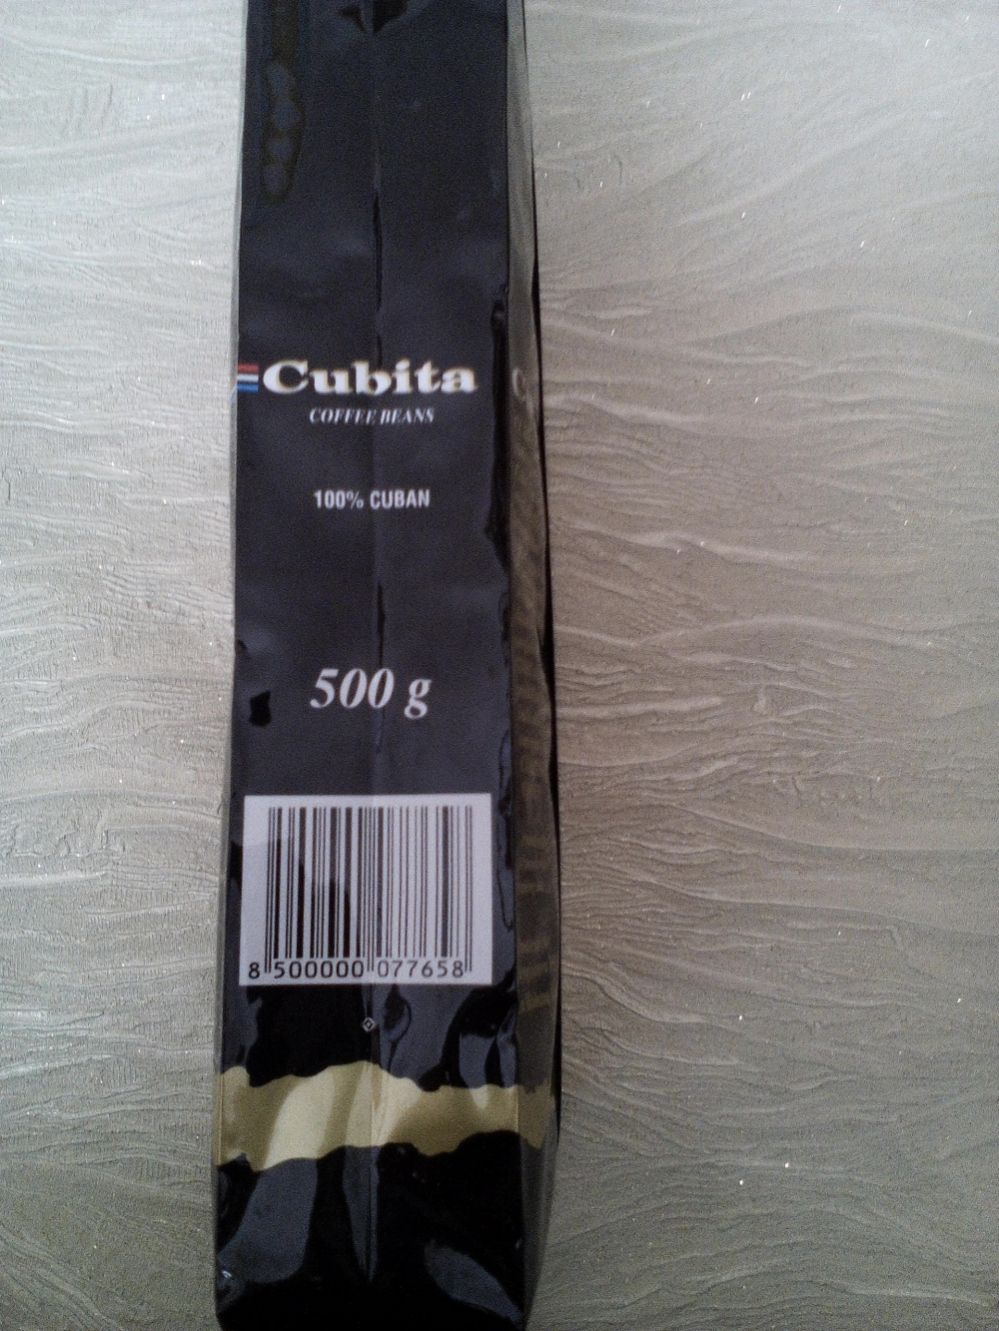 Cubita
COFFEE BEANS
100% CUBAN
500 g
8 500000 077658